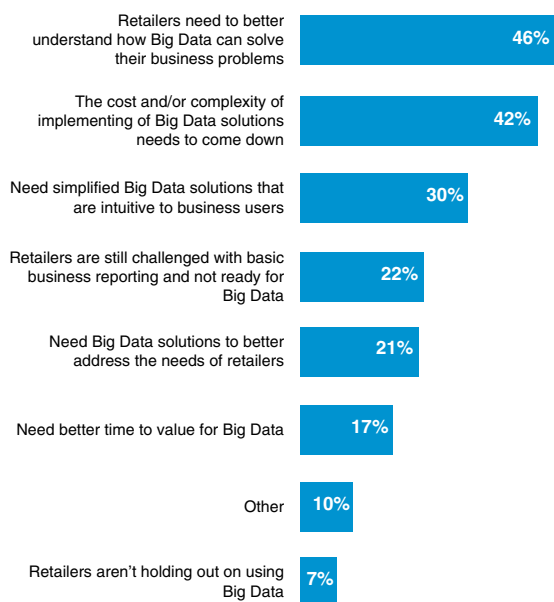 Retailers need to better
understand how Big Data can solve
their business problems
46%
The cost and/or complexity of
implementing of Big Data solutions
needs to come down
42%
Need simplified Big Data solutions that
are intuitive to business users
30%
Retailers are still challenged with basic
business reporting and not ready for
Big Data
22%
Need Big Data solutions to better
address the needs of retailers
21%
Need better time to value for Big Data
17%
Other
10%
Retailers aren't holding out on using
Big Data
7%